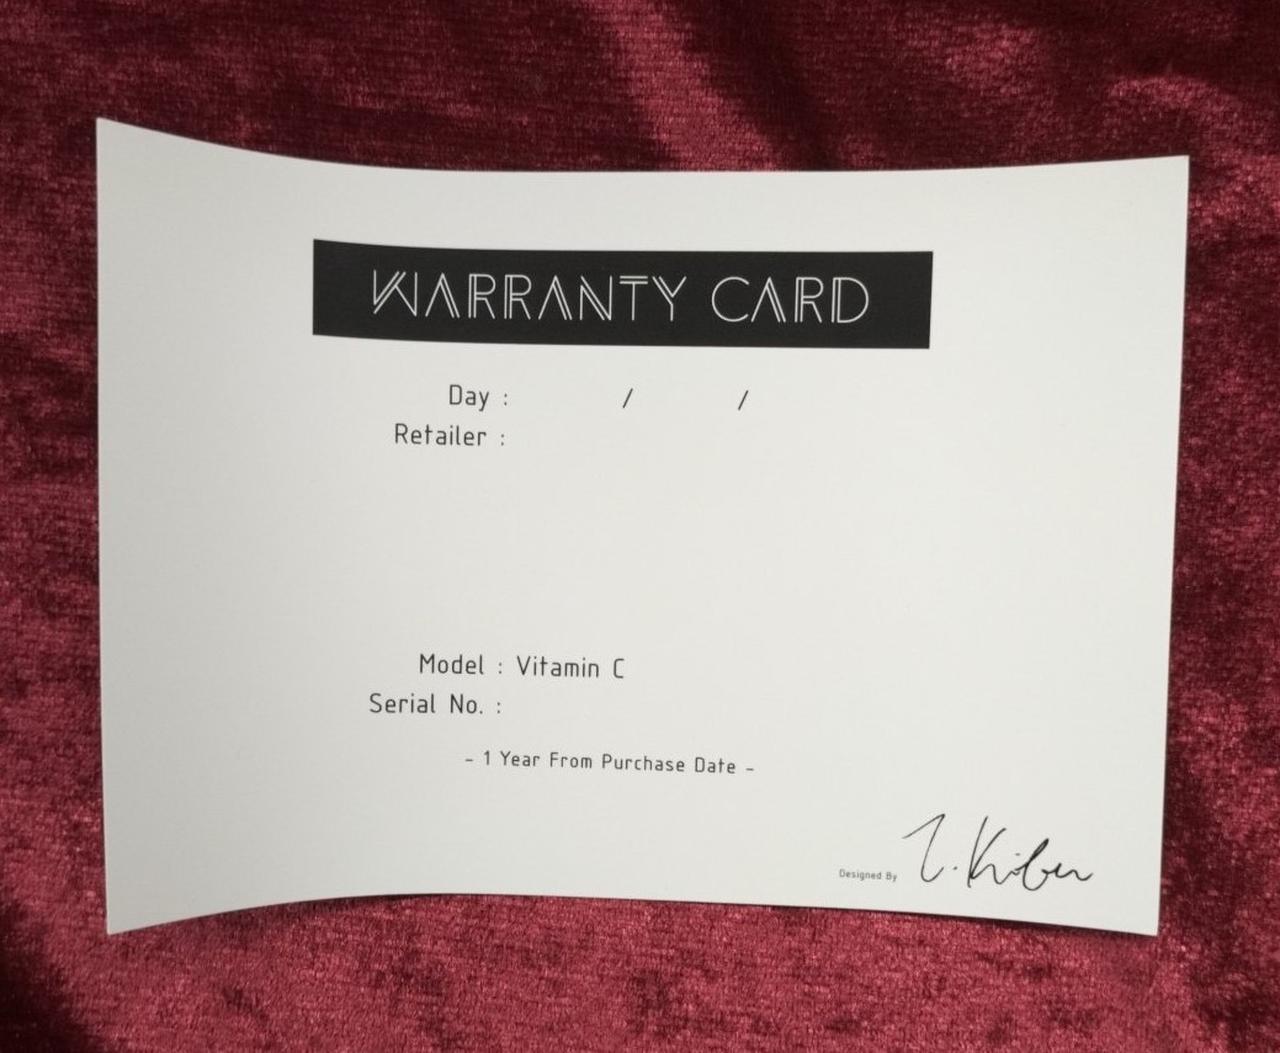 WARRANTY CARD
Day : / /
Retailer :
Model : Vitamin C
Serial No. :
- 1 Year From Purchase Date -
Designed By